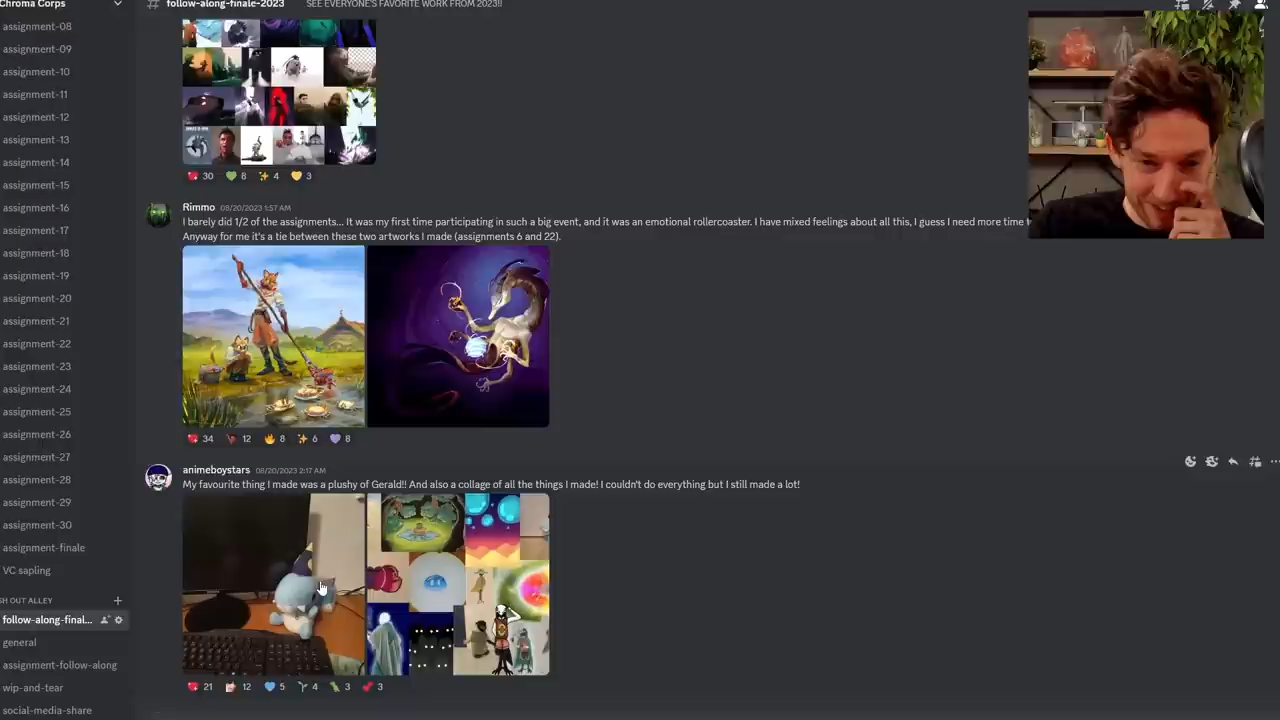 Chroma Corps
follow-along-finale-2023
SEE EVERYONE'S FAVORITE WORK FROM 2023!!
assignment-08
assignment-09
assignment-10
assignment-11
assignment-12
assignment-13
assignment-14
assignment-15
assignment-16
assignment-17
assignment-18
assignment-19
assignment-20
assignment-21
assignment-22
assignment-23
assignment-24
assignment-25
assignment-26
assignment-27
assignment-28
assignment-29
assignment-30
assignment-finale
VC sapling
SH OUT ALLEY
follow-along-final...
general
assignment-follow-along
wip-and-tear
social-media-share
30 8 4 3
Rimmo 08/20/2023 1:57 AM
I barely did 1/2 of the assignments... It was my first time participating in such a big event, and it was an emotional rollercoaster. I have mixed feelings about all this, I guess I need more time
Anyway for me it's a tie between these two artworks I made (assignments 6 and 22).
34 12 8 6 8
animeboystars 08/20/2023 2:17 AM
My favourite thing I made was a plushy of Gerald!! And also a collage of all the things I made! I couldn't do everything but I still made a lot!
21 12 5 4 3 3